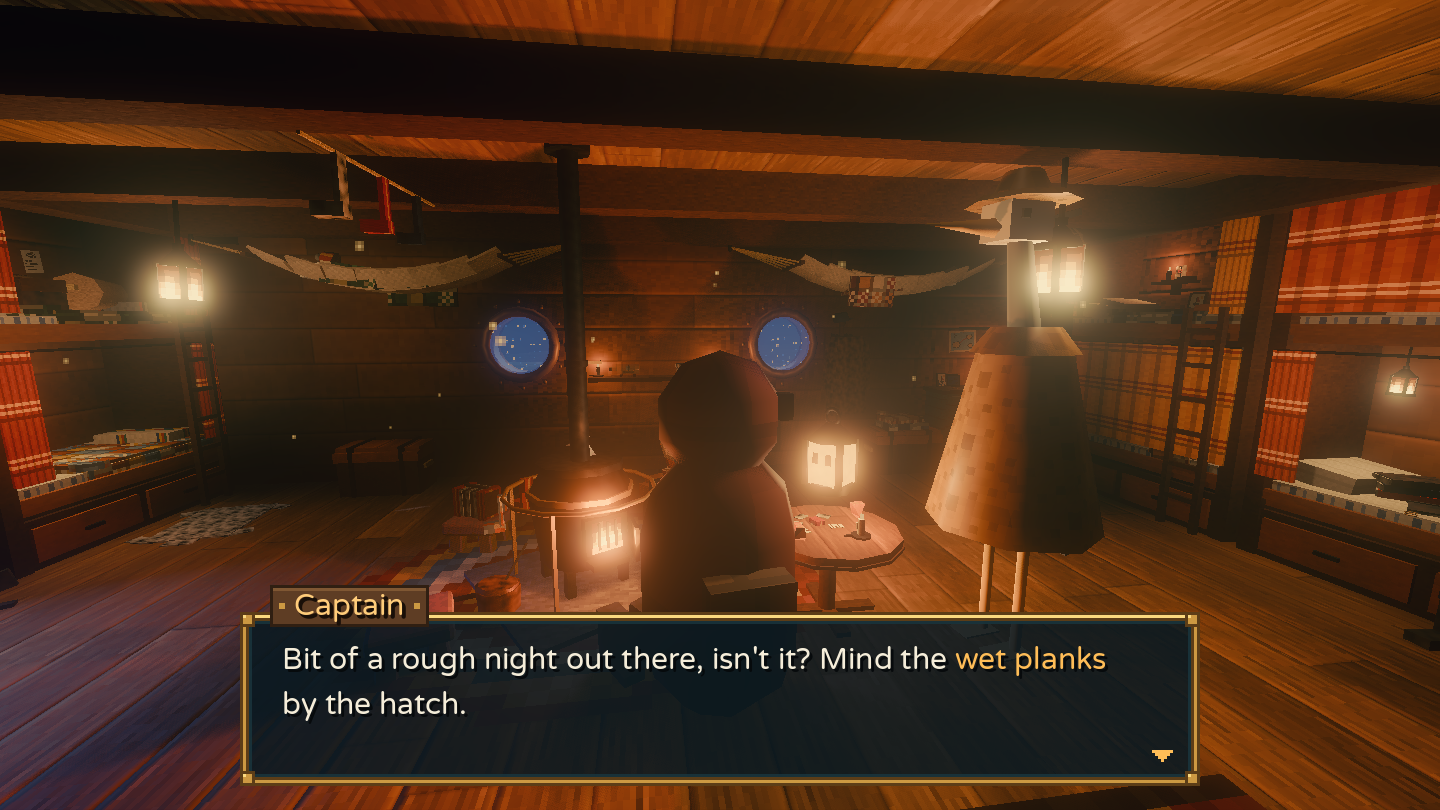 Captain
Bit of a rough night out there, isn't it? Mind the wet planks
by the hatch.